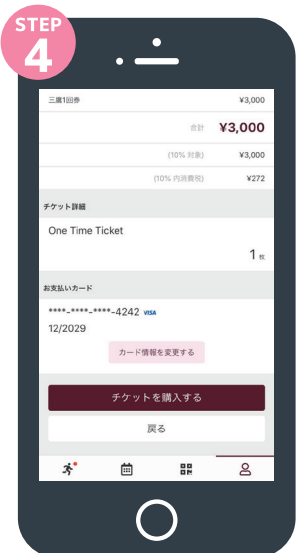 STEP
4
三鷹1回券 ¥3,000
合計 ¥3,000
(10% 対象) ¥3,000
(10% 内消費税) ¥272
チケット詳細
One Time Ticket
1 枚
お支払いカード
****-****-****-4242 VISA
12/2029
カード情報を変更する
チケットを購入する
戻る